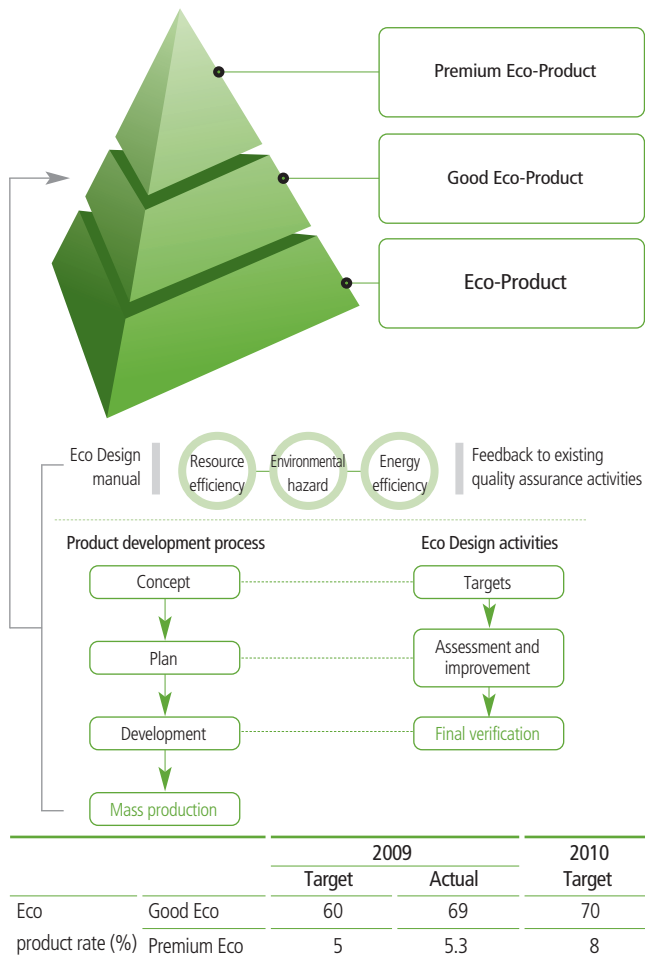 Premium Eco-Product
Good Eco-Product
Eco-Product
Eco Design
manual
Resource
efficiency
Environmental
hazard
Energy
efficiency
Feedback to existing
quality assurance activities
Product development process
Eco Design activities
Concept
Targets
Plan
Assessment and
improvement
Development
Final verification
Mass production
2009 2010
Target Actual Target
Eco Good Eco 60 69 70
product rate (%) Premium Eco 5 5.3 8